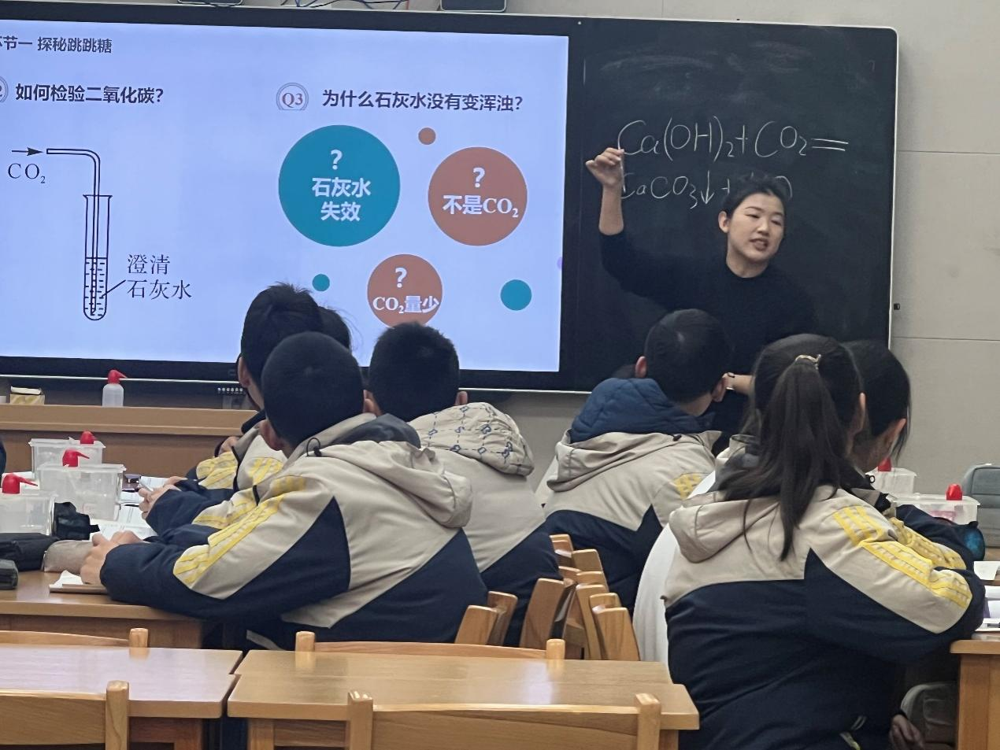 环节一 探秘跳跳糖
如何检验二氧化碳？
CO₂
澄清
石灰水
Q3 为什么石灰水没有变浑浊？
？
石灰水
失效
？
不是CO₂
？
CO₂量少
Ca(OH)₂+CO₂══
CaCO₃↓+